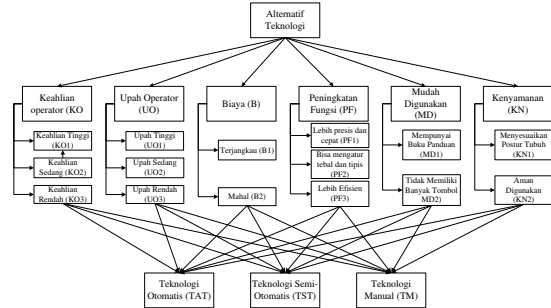 Alternatif
Teknologi
Keahlian
operator (KO
Upah Operator
(UO)
Biaya (B)
Peningkatan
Fungsi (PF)
Mudah
Digunakan
(MD)
Kenyamanan
(KN)
Keahlian Tinggi
(KO1)
Keahlian
Sedang (KO2)
Keahlian
Rendah (KO3)
Upah Tinggi
(UO1)
Upah Sedang
(UO2)
Upah Rendah
(UO3)
Terjangkau (B1)
Mahal (B2)
Lebih presis dan
cepat (PF1)
Bisa mengatur
tebal dan tipis
(PF2)
Lebih Efisien
(PF3)
Mempunyai
Buku Panduan
(MD1)
Tidak Memiliki
Banyak Tombol
MD2)
Menyesuaikan
Postur Tubuh
(KN1)
Aman
Digunakan
(KN2)
Teknologi
Otomatis (TAT)
Teknologi Semi-
Otomatis (TST)
Teknologi
Manual (TM)